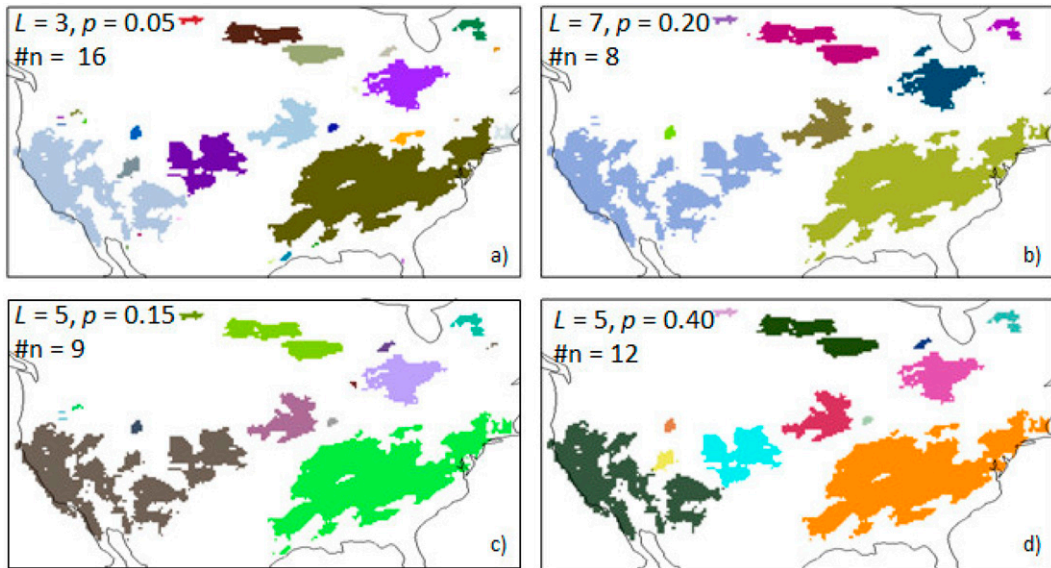 L = 3, p = 0.05
#n = 16
a)
L = 7, p = 0.20
#n = 8
b)
L = 5, p = 0.15
#n = 9
c)
L = 5, p = 0.40
#n = 12
d)